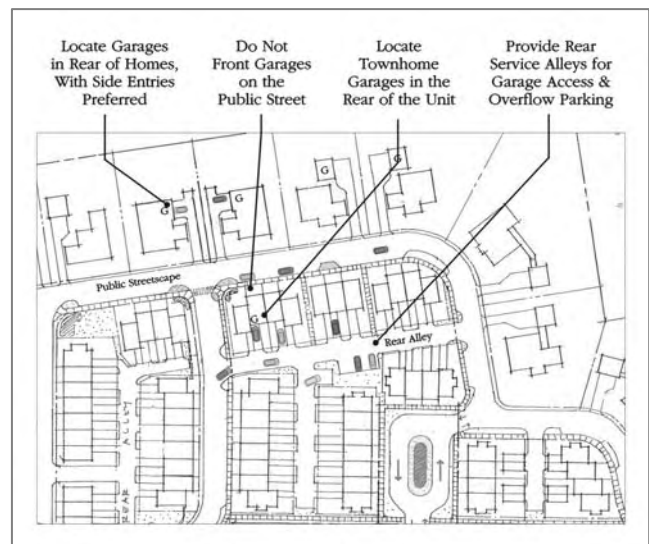 Locate Garages
in Rear of Homes,
With Side Entries
Preferred
Do Not
Front Garages
on the
Public Street
Locate
Townhome
Garages in the
Rear of the Unit
Provide Rear
Service Alleys for
Garage Access &
Overflow Parking
G
G
G
G
Public Streetscape
G
Rear Alley
REAR ALLEY